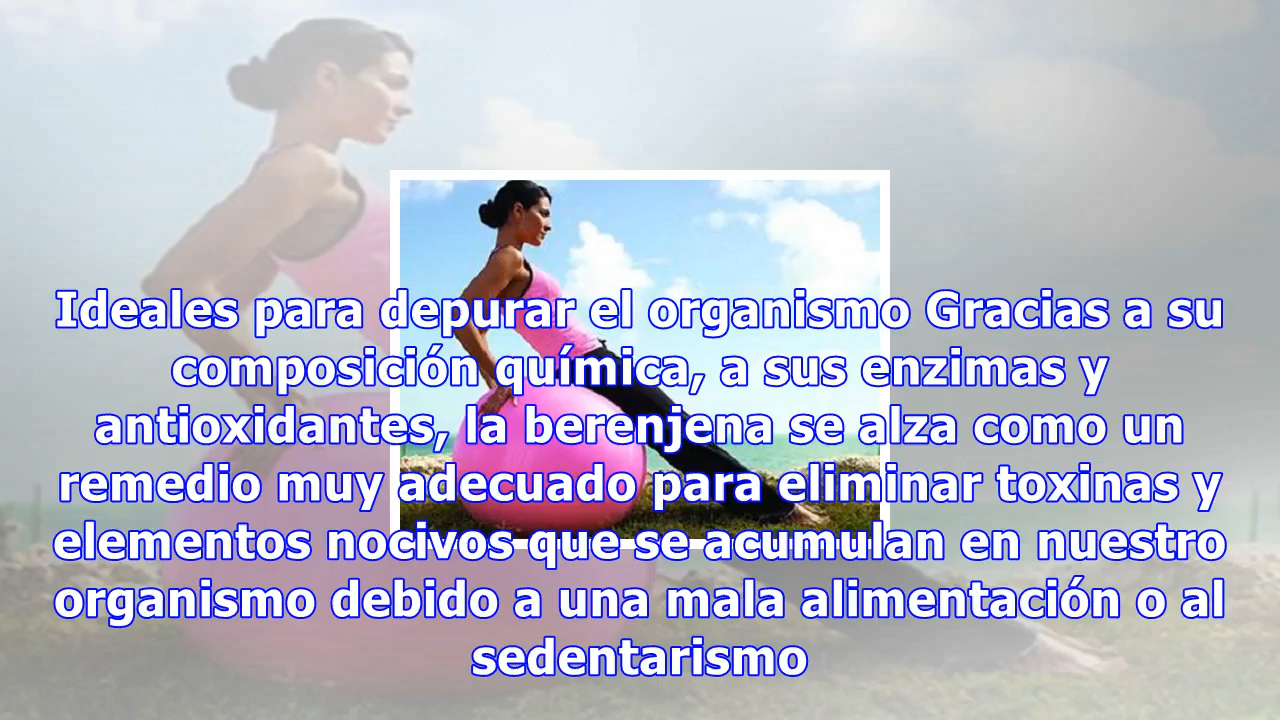 Ideales para depurar el organismo Gracias a su
composición química, a sus enzimas y
antioxidantes, la berenjena se alza como un
remedio muy adecuado para eliminar toxinas y
elementos nocivos que se acumulan en nuestro
organismo debido a una mala alimentación o al
sedentarismo